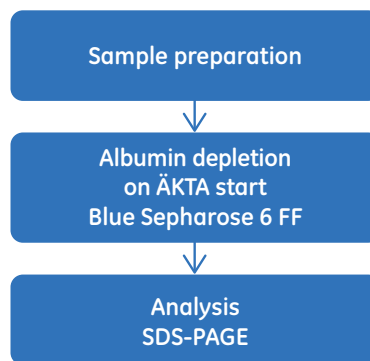 Sample preparation
Albumin depletion
on ÄKTA start
Blue Sepharose 6 FF
Analysis
SDS-PAGE